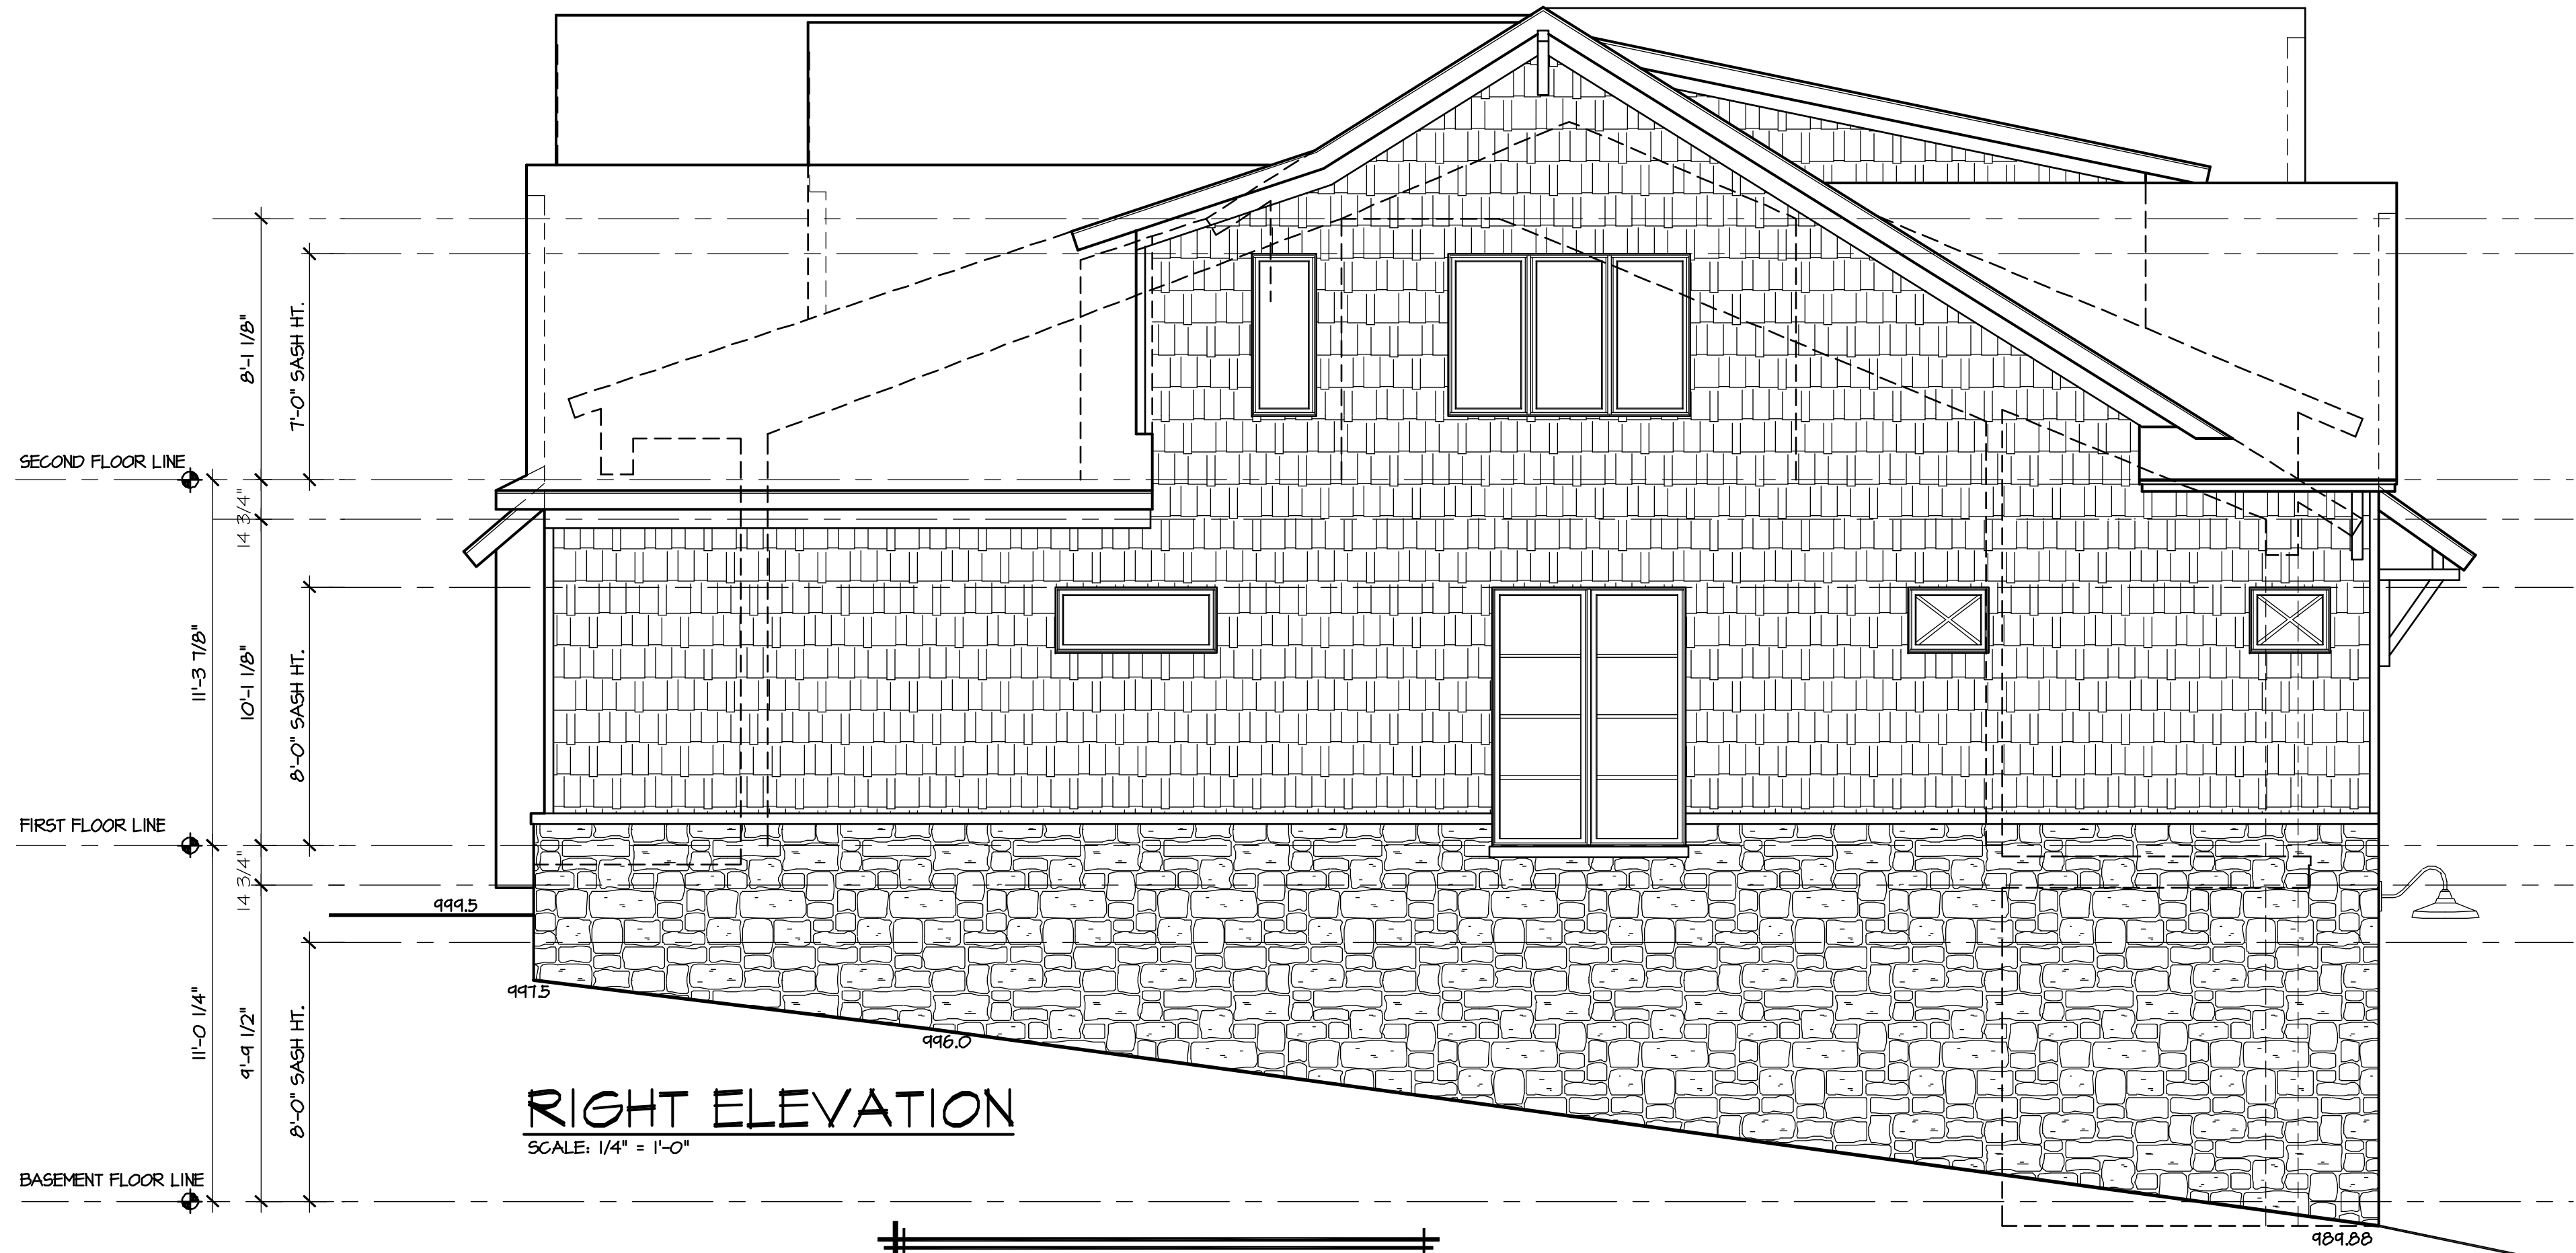 8'-1 1/8"
7'-0" SASH HT.
SECOND FLOOR LINE
14 3/4"
11'-3 7/8"
10'-1 1/8"
8'-0" SASH HT.
FIRST FLOOR LINE
14 3/4"
999.5
997.5
11'-0 1/4"
9'-9 1/2"
8'-0" SASH HT.
996.0
RIGHT ELEVATION
SCALE: 1/4" = 1'-0"
BASEMENT FLOOR LINE
989.88